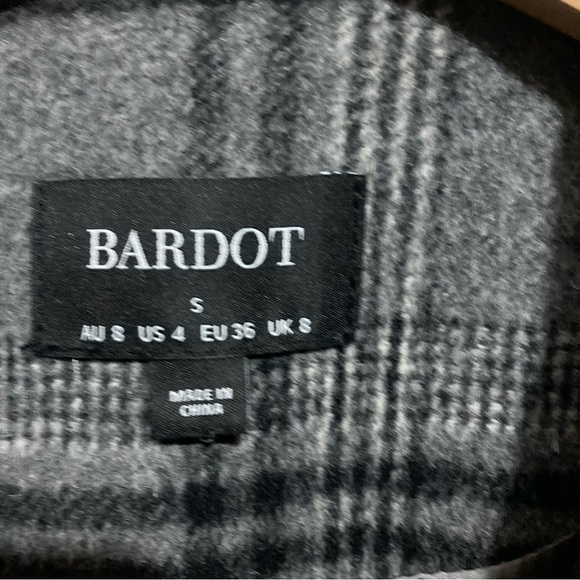 BARDOT
S
AU 8 US 4 EU 36 UK 8
MADE IN
CHINA